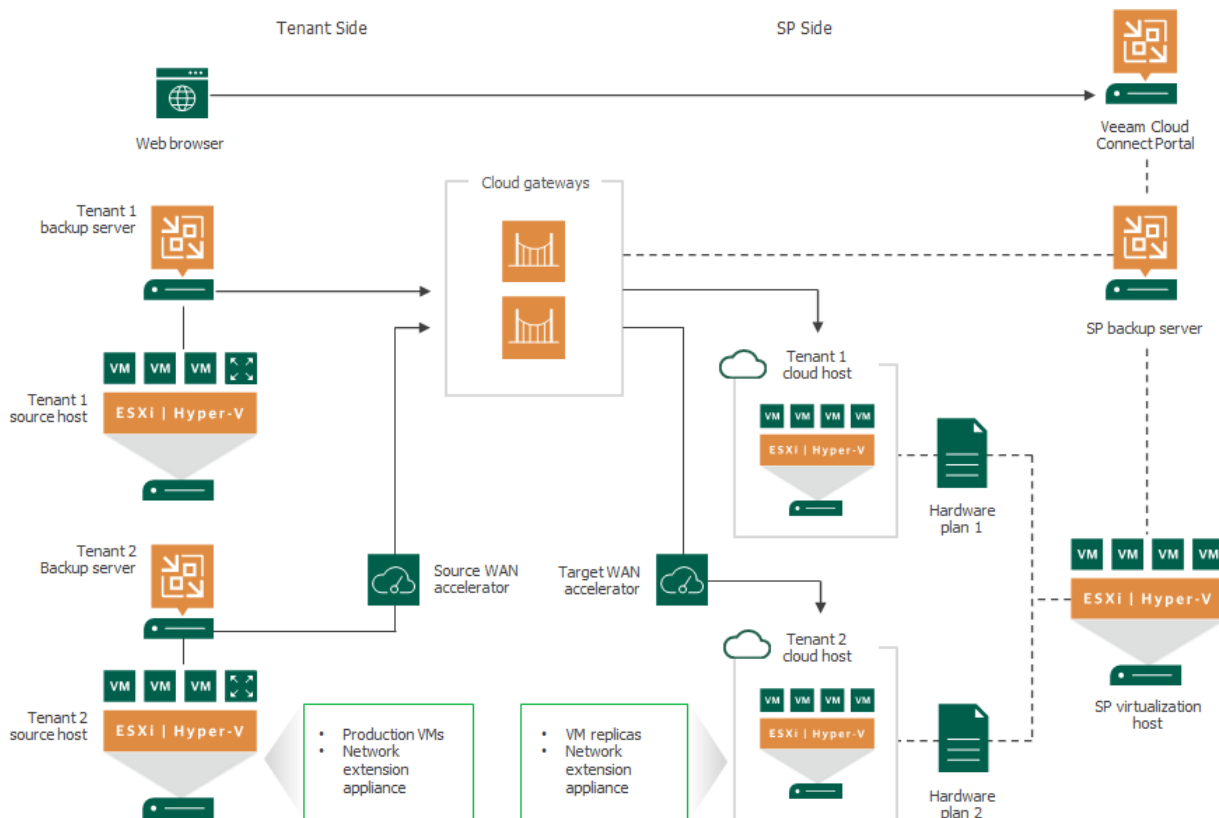 Tenant Side
SP Side
Web browser
Veeam Cloud
Connect Portal
Cloud gateways
Tenant 1
backup server
SP backup server
Tenant 1
source host
VM VM VM
ESXi | Hyper-V
Tenant 1
cloud host
VM VM VM VM
ESXi | Hyper-V
Hardware
plan 1
Tenant 2
Backup server
Source WAN
accelerator
Target WAN
accelerator
VM VM VM VM
ESXi | Hyper-V
SP virtualization
host
Tenant 2
source host
VM VM VM
ESXi | Hyper-V
• Production VMs
• Network
extension
appliance
• VM replicas
• Network
extension
appliance
Tenant 2
cloud host
VM VM VM VM
ESXi | Hyper-V
Hardware
plan 2